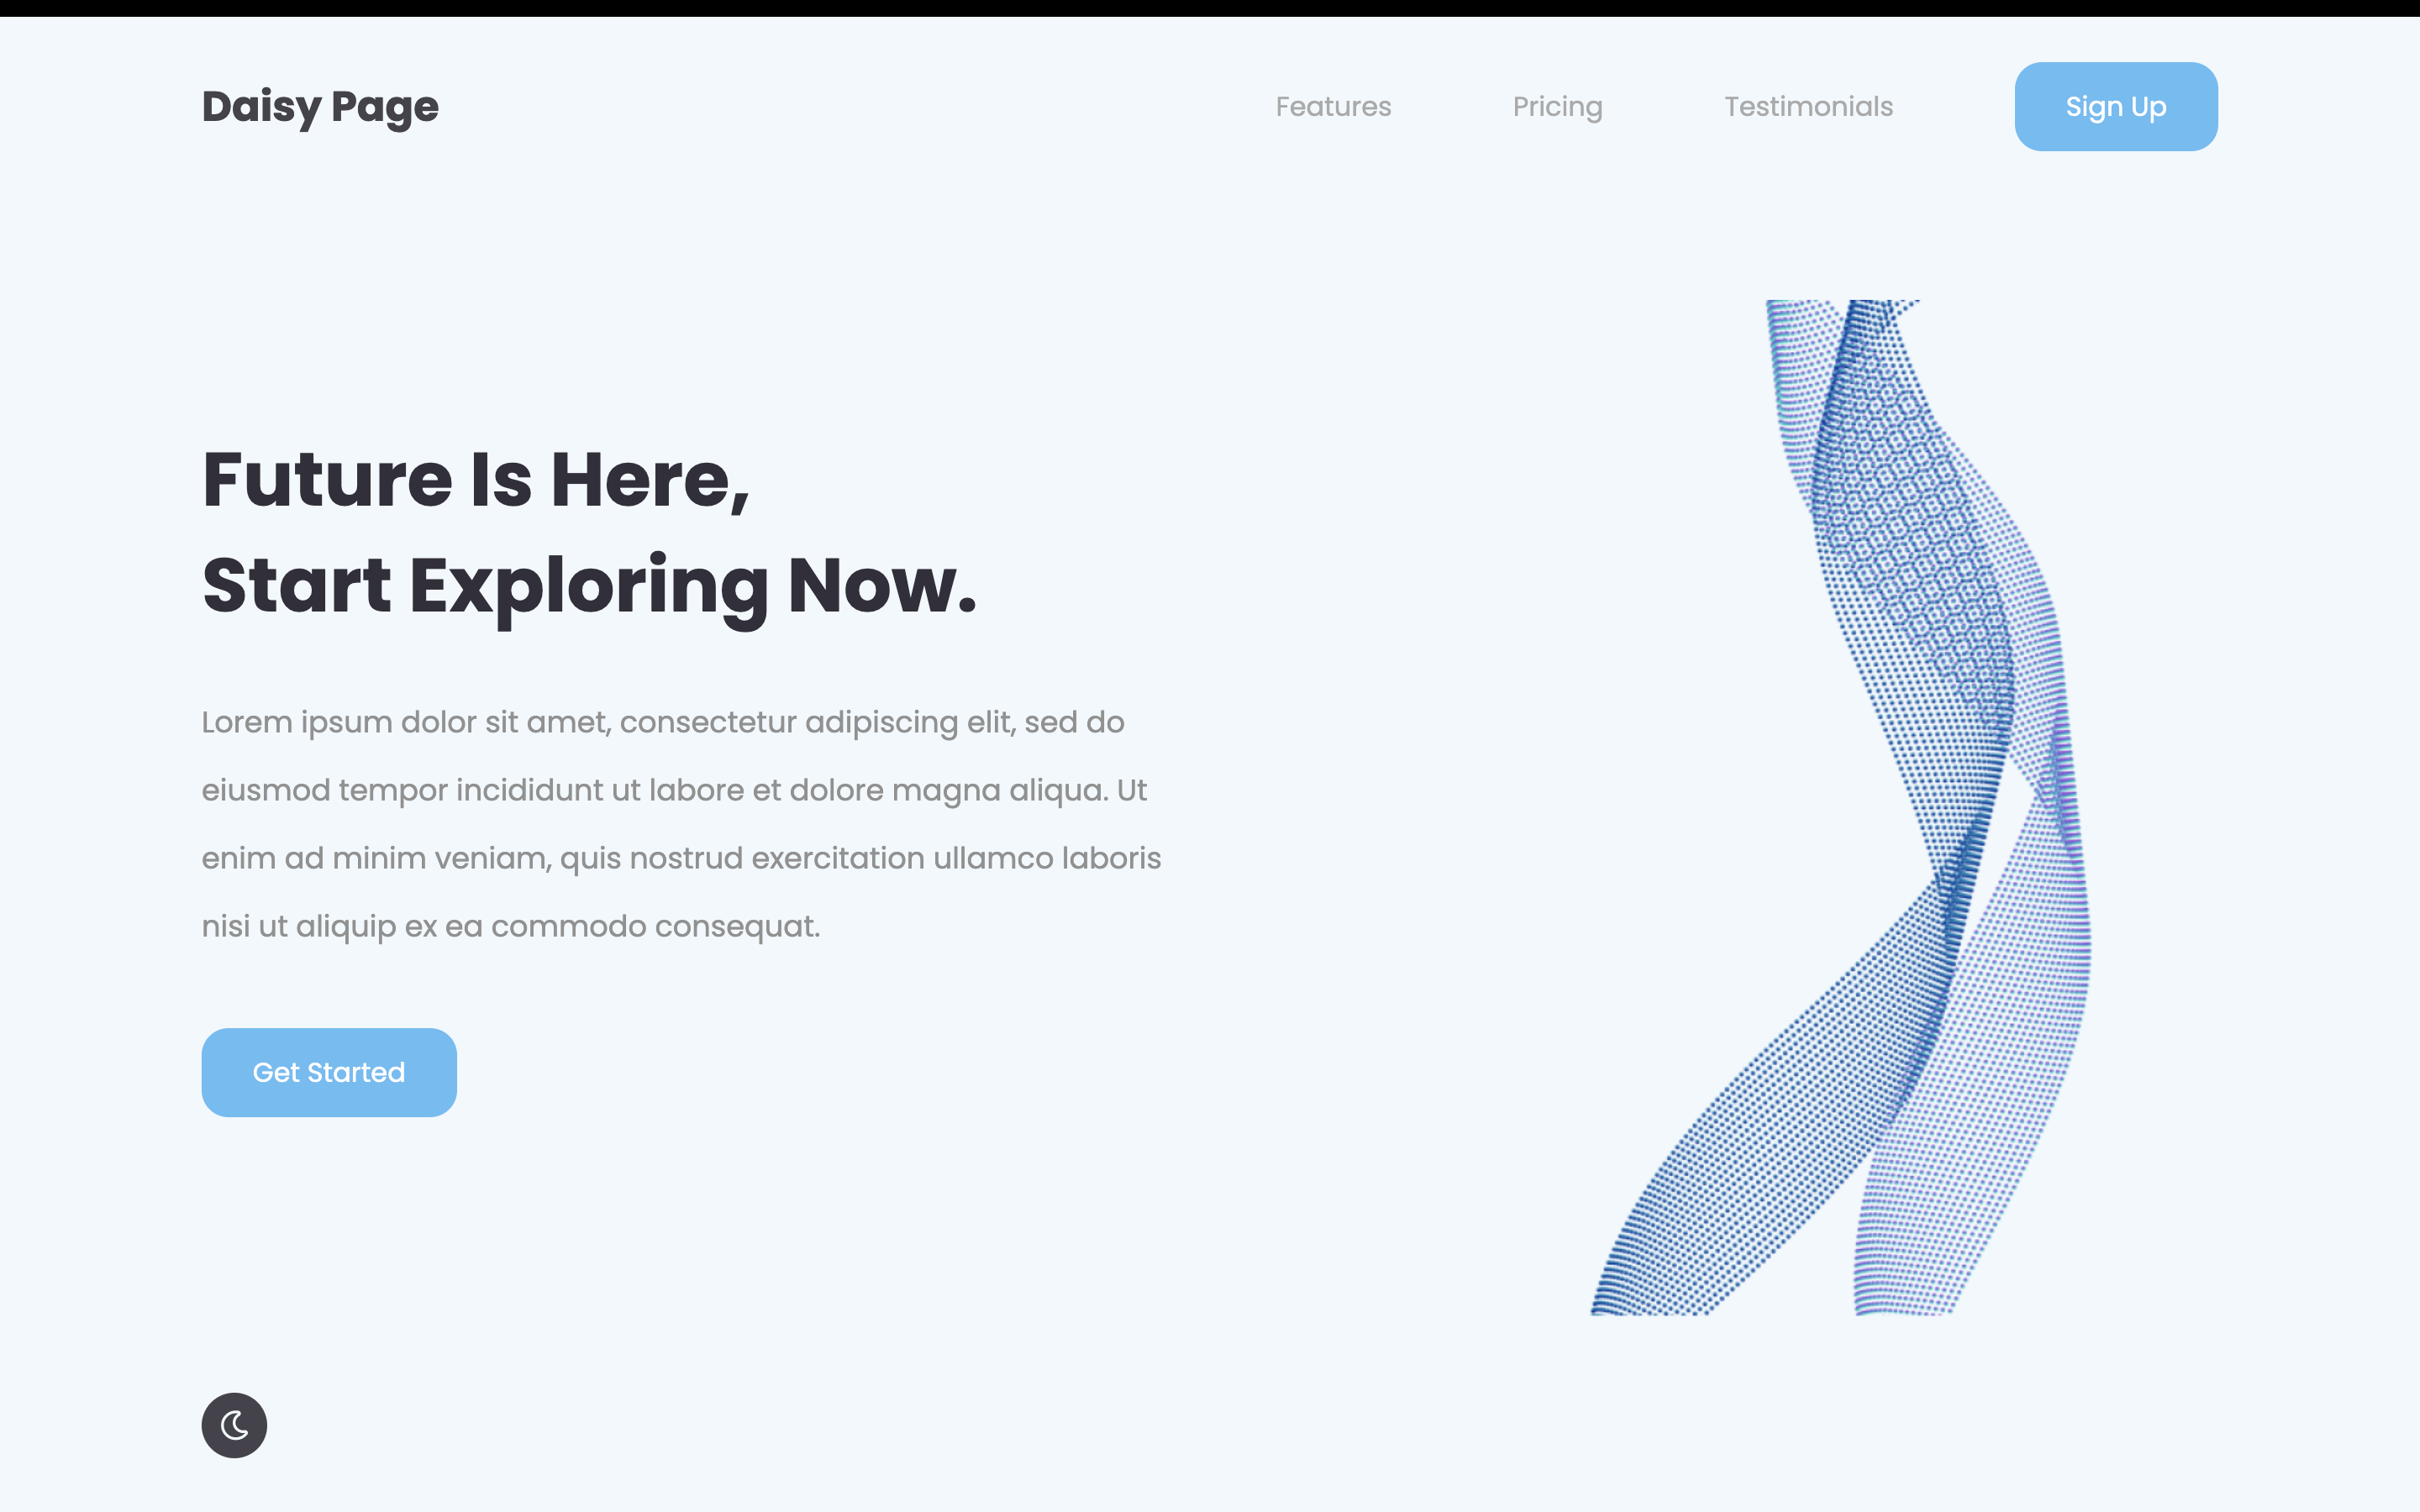 Daisy Page
Features
Pricing
Testimonials
Sign Up
Future Is Here,
Start Exploring Now.
Lorem ipsum dolor sit amet, consectetur adipiscing elit, sed do
eiusmod tempor incididunt ut labore et dolore magna aliqua. Ut
enim ad minim veniam, quis nostrud exercitation ullamco laboris
nisi ut aliquip ex ea commodo consequat.
Get Started